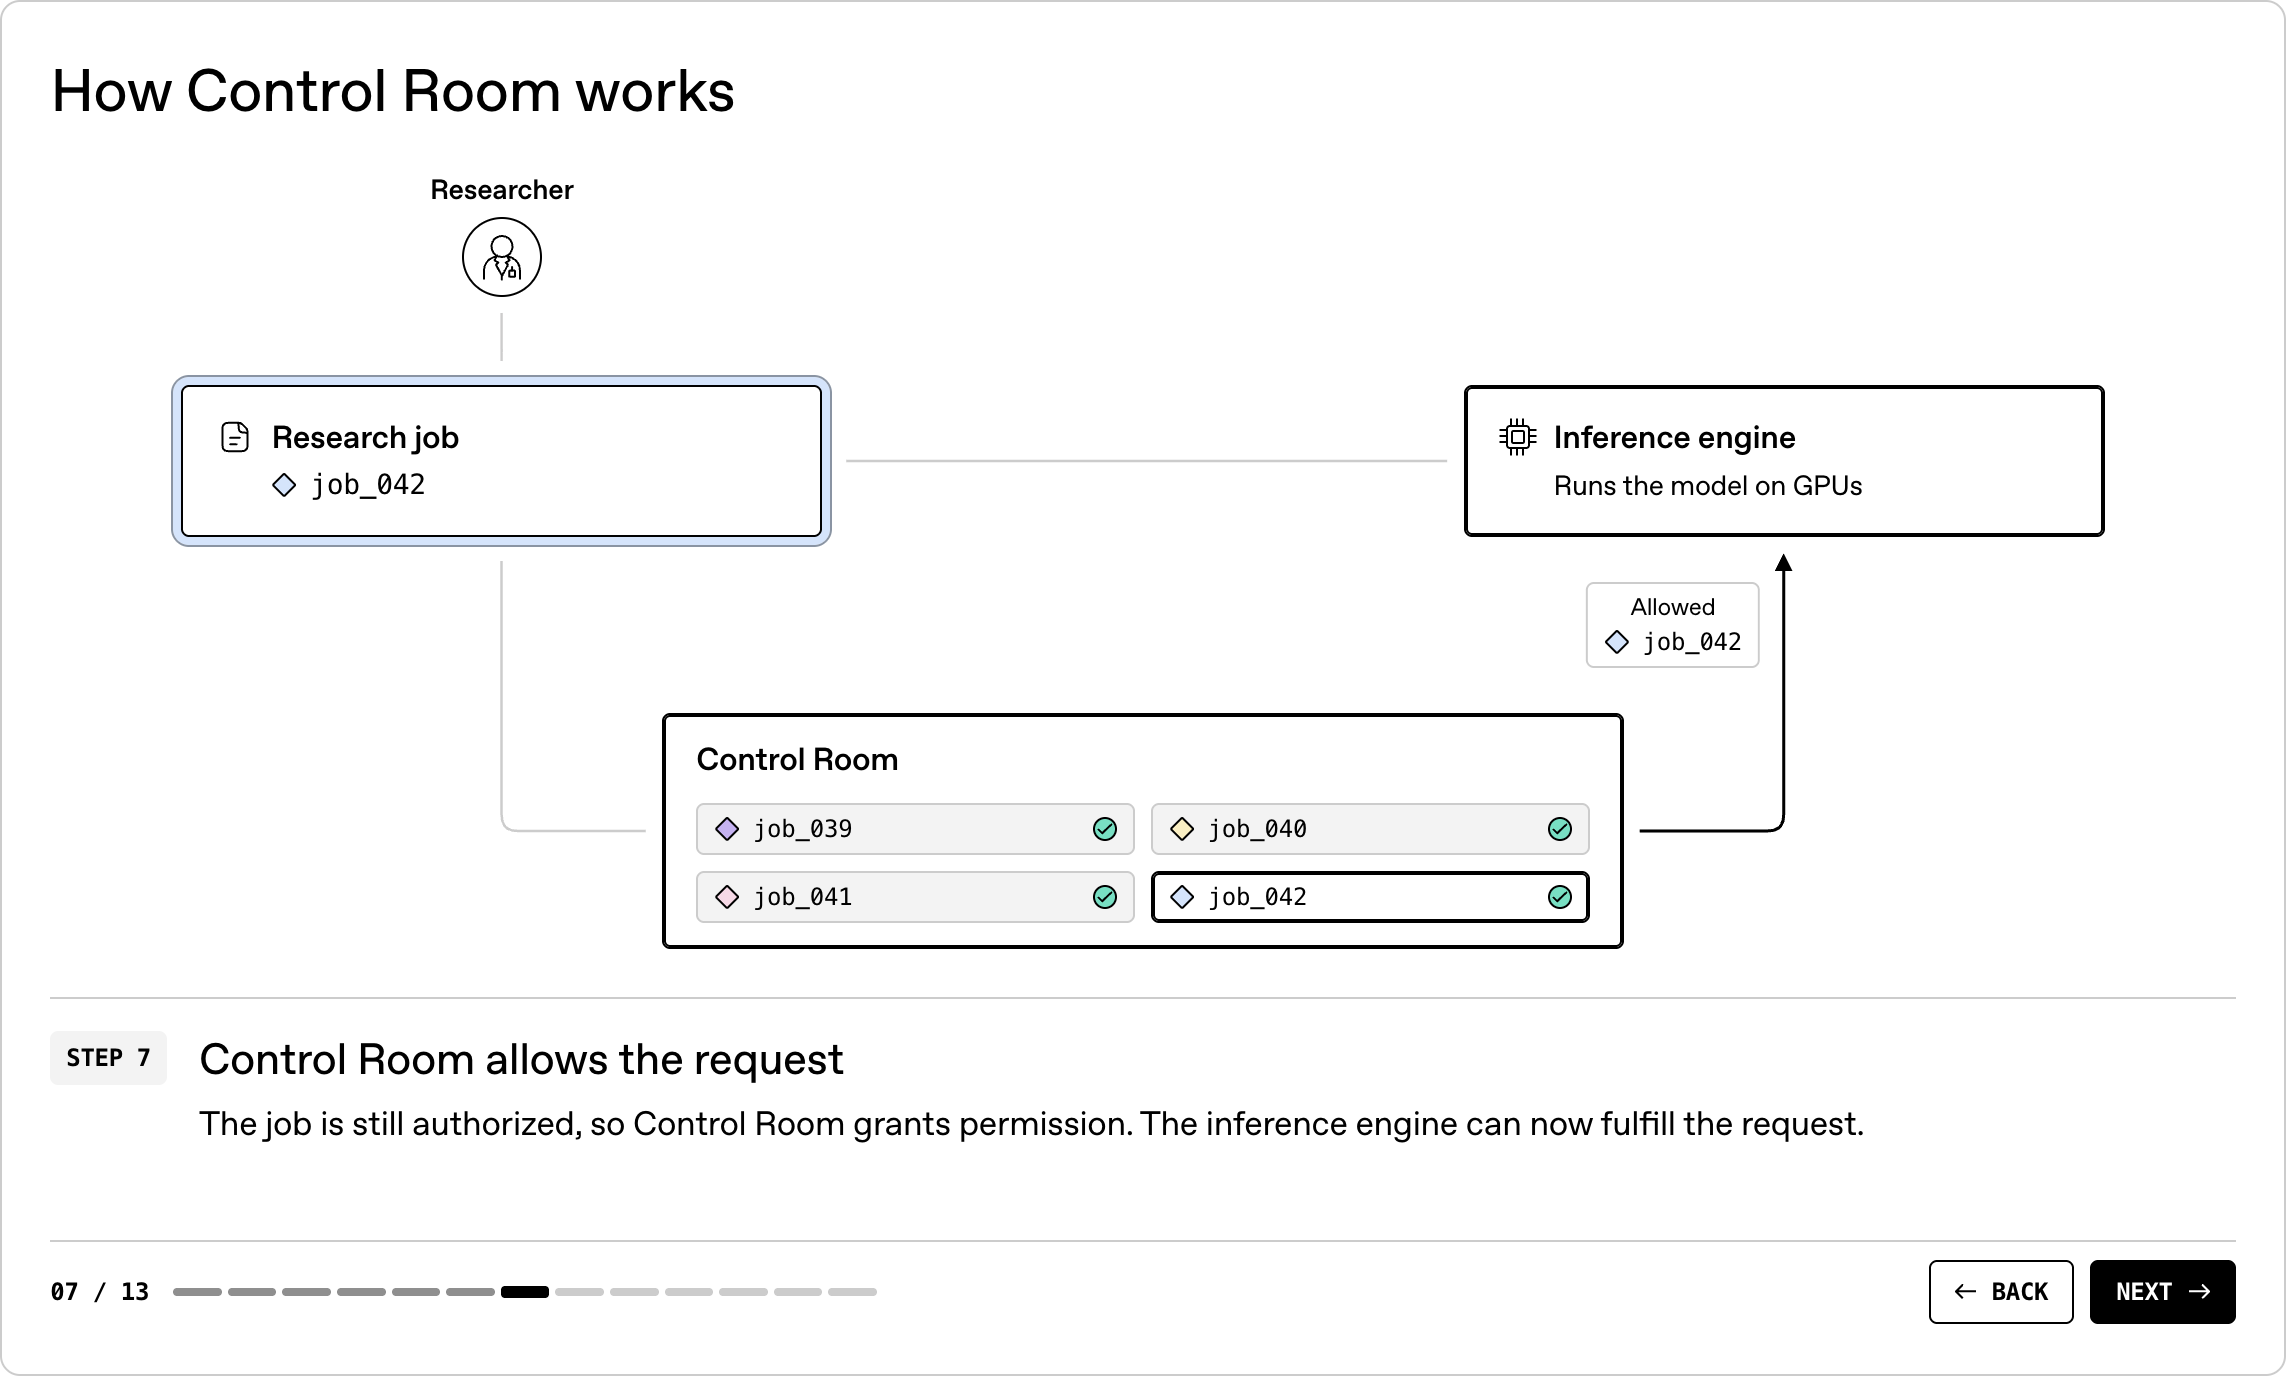 How Control Room works
Researcher
Research job
job_042
Inference engine
Runs the model on GPUs
Allowed
job_042
Control Room
job_039
job_040
job_041
job_042
STEP 7
Control Room allows the request
The job is still authorized, so Control Room grants permission. The inference engine can now fulfill the request.
07 / 13
← BACK
NEXT →